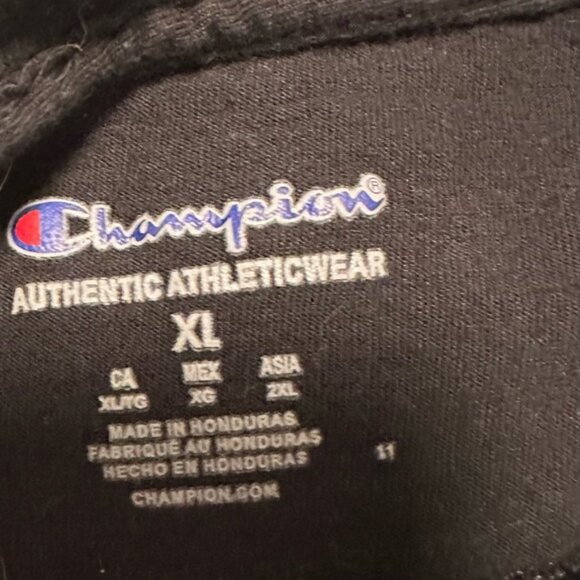 Champion®
AUTHENTIC ATHLETICWEAR
XL
CA MEX ASIA
XL/TG XG 2XL
MADE IN HONDURAS
FABRIQUÉ AU HONDURAS
HECHO EN HONDURAS
11
CHAMPION.COM